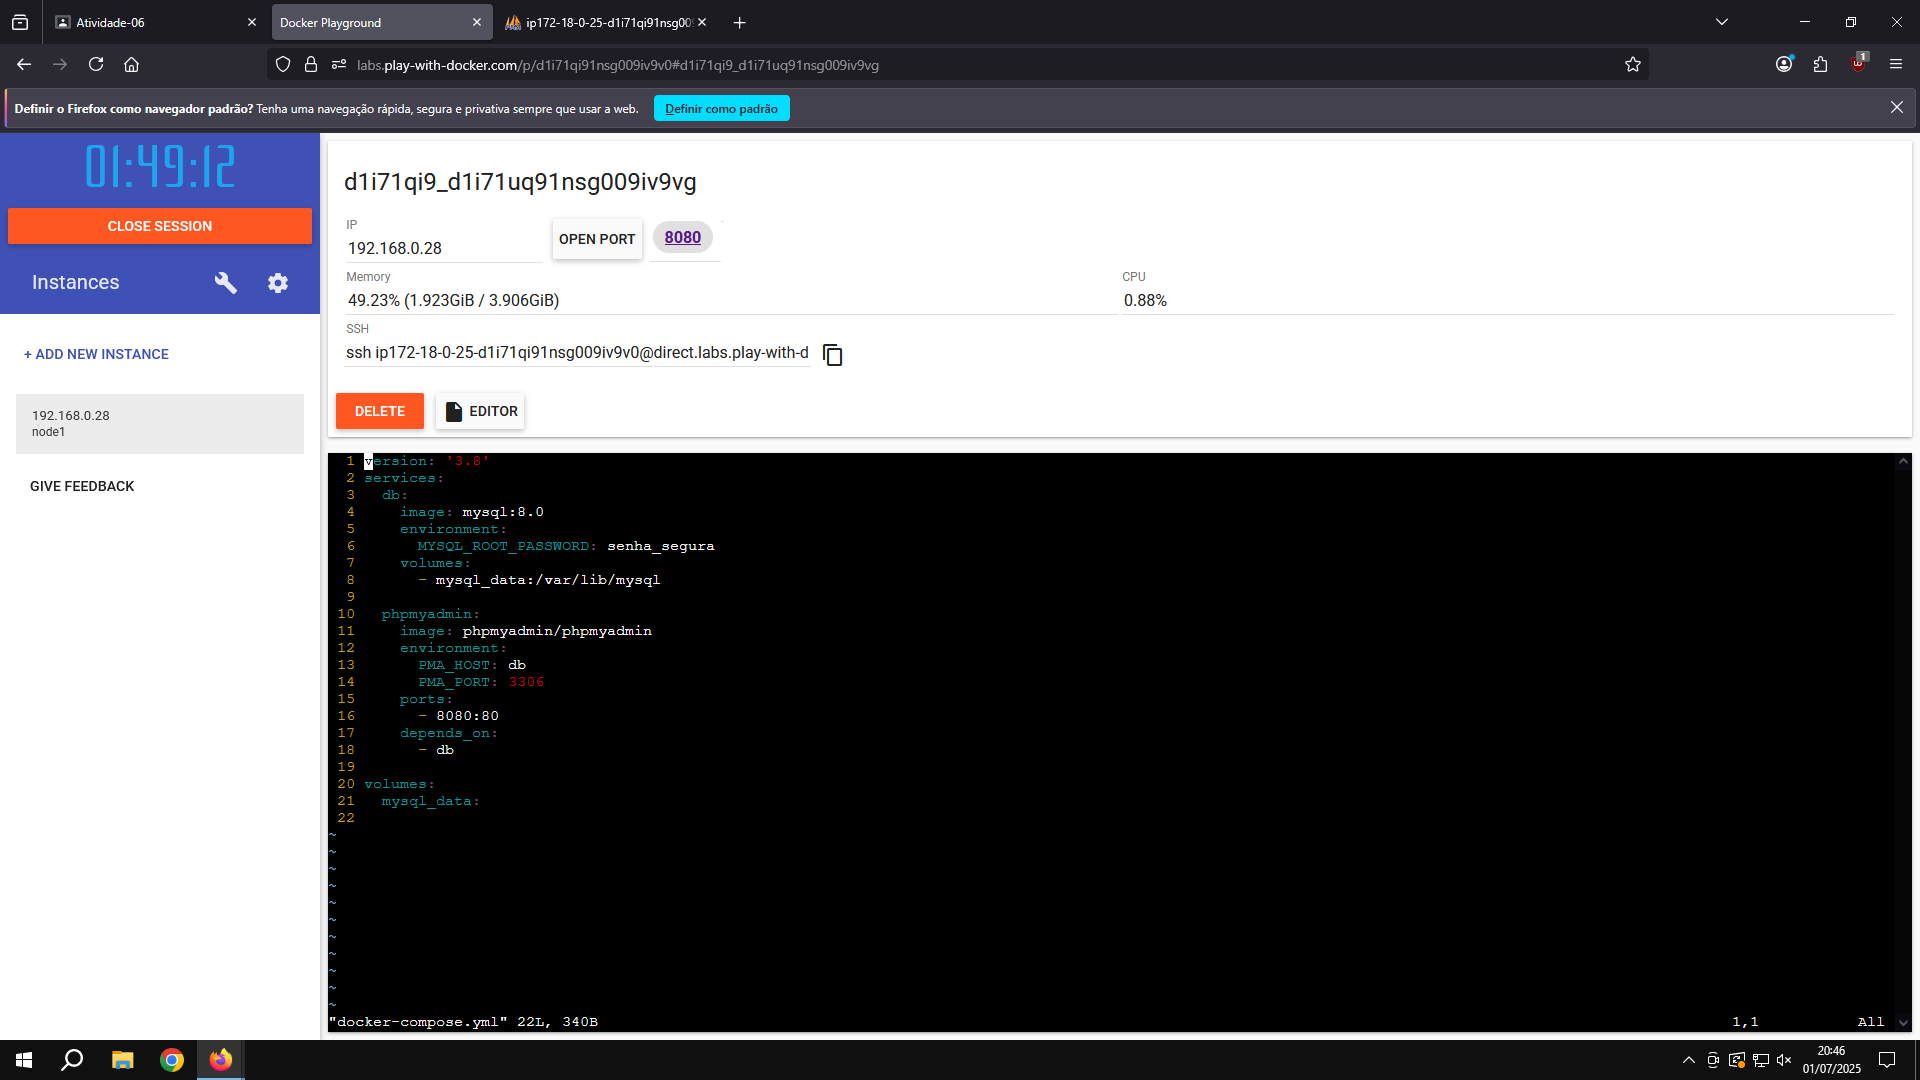 Atividade-06
Docker Playground
ip172-18-0-25-d1i71qi91nsg009
labs.play-with-docker.com/p/d1i71qi91nsg009iv9v0#d1i71qi9_d1i71uq91nsg009iv9vg
1
Definir o Firefox como navegador padrão? Tenha uma navegação rápida, segura e privativa sempre que usar a web.
Definir como padrão
01:49:12
CLOSE SESSION
Instances
+ ADD NEW INSTANCE
192.168.0.28
node1
GIVE FEEDBACK
d1i71qi9_d1i71uq91nsg009iv9vg
IP
192.168.0.28
OPEN PORT
8080
Memory
49.23% (1.923GiB / 3.906GiB)
CPU
0.88%
SSH
ssh ip172-18-0-25-d1i71qi91nsg009iv9v0@direct.labs.play-with-d
DELETE
EDITOR
1 version: '3.8'
2 services:
3   db:
4     image: mysql:8.0
5     environment:
6       MYSQL_ROOT_PASSWORD: senha_segura
7     volumes:
8       - mysql_data:/var/lib/mysql
9
10   phpmyadmin:
11     image: phpmyadmin/phpmyadmin
12     environment:
13       PMA_HOST: db
14       PMA_PORT: 3306
15     ports:
16       - 8080:80
17     depends_on:
18       - db
19
20 volumes:
21   mysql_data:
22
~
~
~
~
~
~
~
~
~
~
~
"docker-compose.yml" 22L, 340B 1,1 All
20:46
01/07/2025